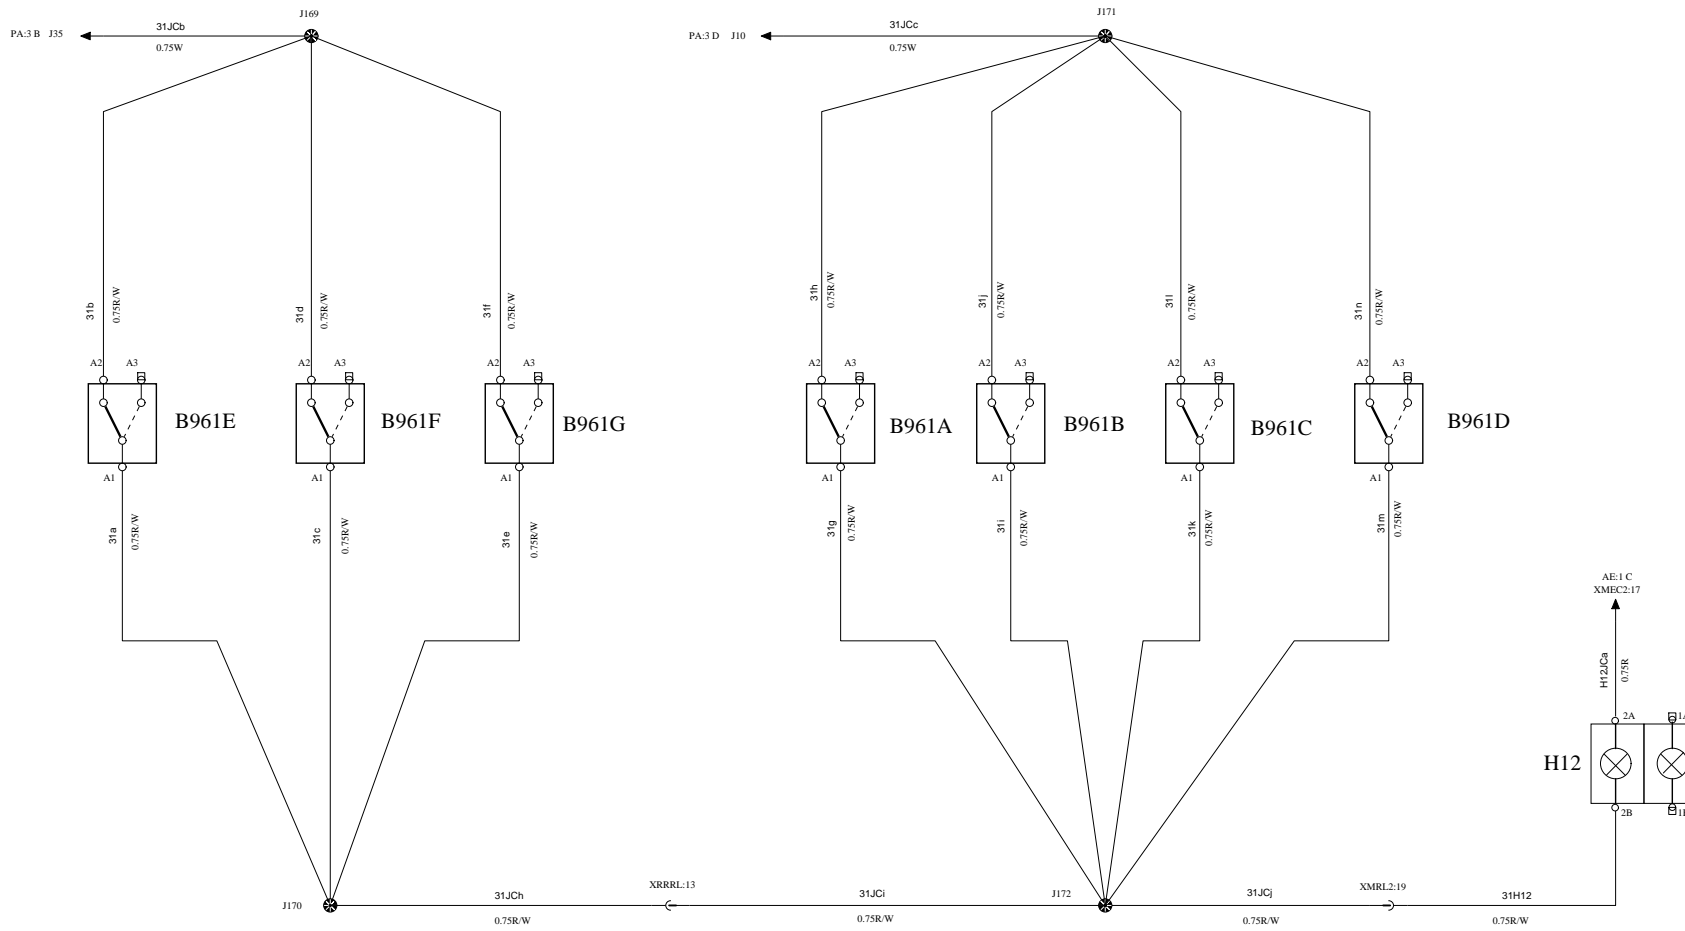 J169
J171
PA:3 B J35
31JCb
0.75W
PA:3 D J10
31JCc
0.75W
31b
0.75R/W
31d
0.75R/W
31f
0.75R/W
31h
0.75R/W
31j
0.75R/W
31l
0.75R/W
31n
0.75R/W
A2 A3
A2 A3
A2 A3
A2 A3
A2 A3
A2 A3
A2 A3
B961E
B961F
B961G
B961A
B961B
B961C
B961D
A1
A1
A1
A1
A1
A1
A1
31a
0.75R/W
31c
0.75R/W
31e
0.75R/W
31g
0.75R/W
31i
0.75R/W
31k
0.75R/W
31m
0.75R/W
AE:1 C
XMEC2:17
H12JCa
0.75R
2A
H12
2B
J170
31JCh
0.75R/W
XRRRL:13
31JCi
0.75R/W
J172
31JCj
0.75R/W
XMRL2:19
31H12
0.75R/W